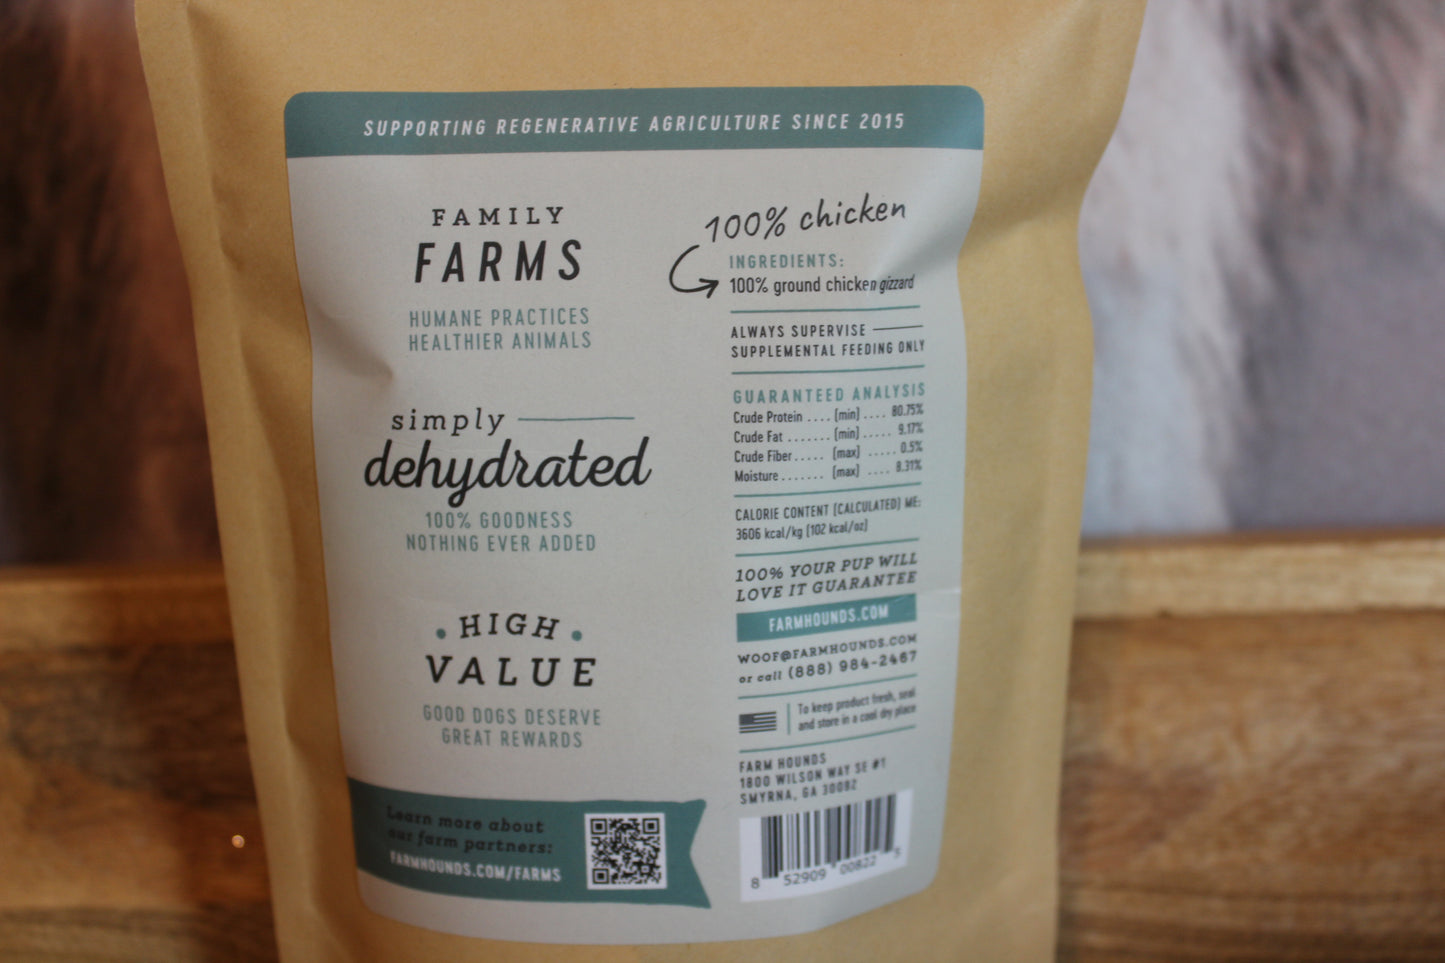 SUPPORTING REGENERATIVE AGRICULTURE SINCE 2015
FAMILY
FARMS
HUMANE PRACTICES
HEALTHIER ANIMALS
simply
dehydrated
100% GOODNESS
NOTHING EVER ADDED
HIGH
VALUE
GOOD DOGS DESERVE
GREAT REWARDS
Learn more about
our farm partners:
FARMHOUNDS.COM/FARMS
100% chicken
INGREDIENTS:
100% ground chicken gizzard
ALWAYS SUPERVISE
SUPPLEMENTAL FEEDING ONLY
GUARANTEED ANALYSIS
Crude Protein .... (min) .... 80.75%
Crude Fat ....... (min) ..... 9.17%
Crude Fiber ..... (max) ..... 0.5%
Moisture ....... (max) .... 8.31%
CALORIE CONTENT (CALCULATED) ME:
3606 kcal/kg (102 kcal/oz)
100% YOUR PUP WILL
LOVE IT GUARANTEE
FARMHOUNDS.COM
WOOF@FARMHOUNDS.COM
or call (888) 984-2467
To keep product fresh, seal
and store in a cool dry place
FARM HOUNDS
1800 WILSON WAY SE #1
SMYRNA, GA 30082
8 52909 00822 5